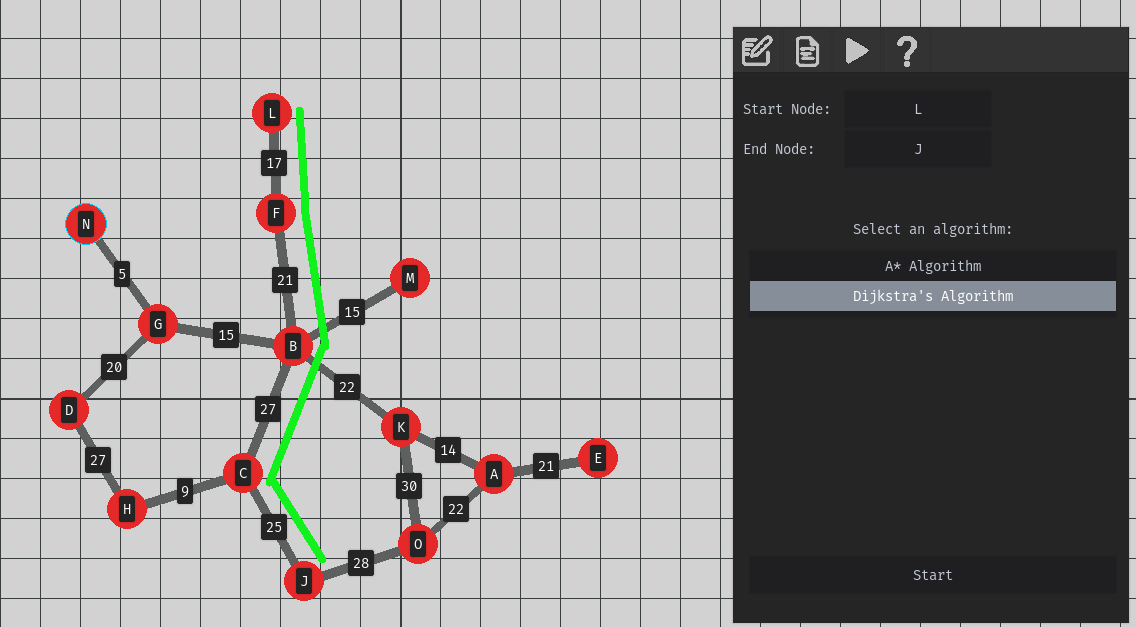 L
17
F
N
21
M
5
15
G
15
B
20
22
D
27
K
14
27
E
C
A
21
30
9
H
22
25
O
28
J
Start Node: L
End Node: J
Select an algorithm:
A* Algorithm
Dijkstra's Algorithm
Start